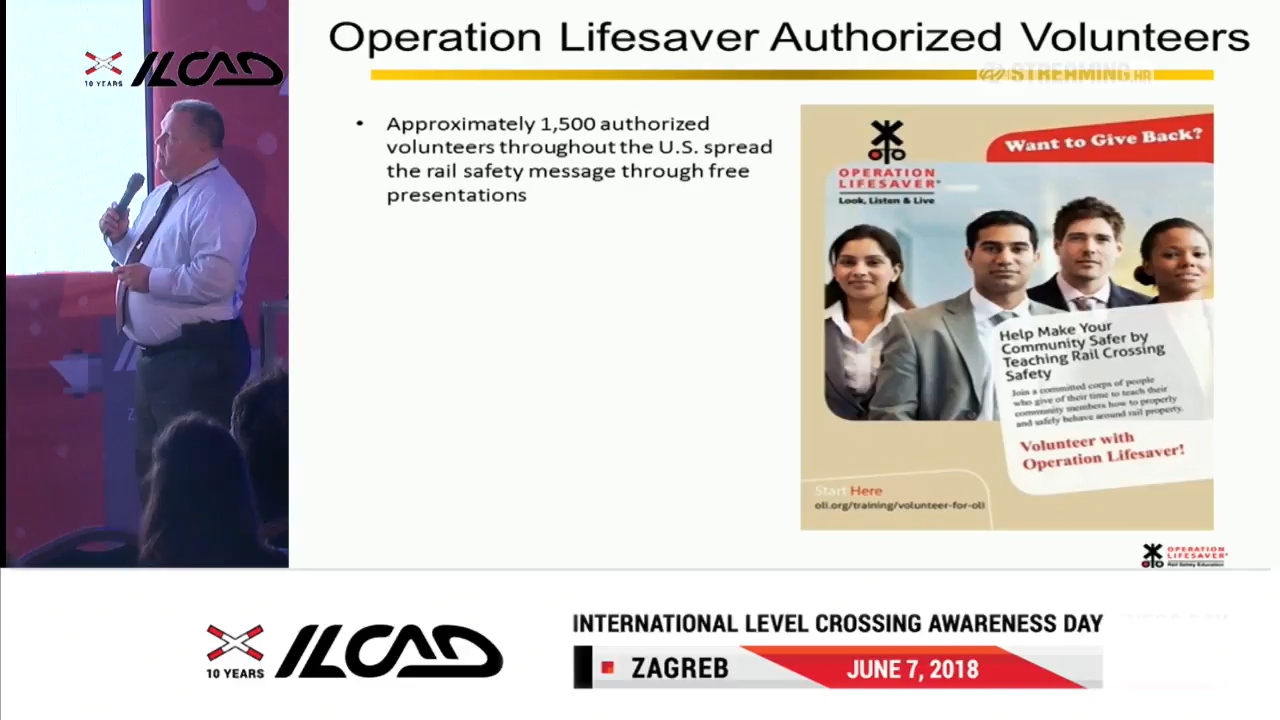 Operation Lifesaver Authorized Volunteers
STREAMING.HR
10 YEARS
ILCAD
• Approximately 1,500 authorized
volunteers throughout the U.S. spread
the rail safety message through free
presentations
Want to Give Back?
OPERATION
LIFESAVER
Look, Listen & Live
Help Make Your
Community Safer by
Teaching Rail Crossing
Safety
Join a committed corps of people
who give of their time to teach their
community members how to properly
and safely behave around rail property.
Volunteer with
Operation Lifesaver!
Start Here
oli.org/training/volunteer-for-oli
OPERATION
LIFESAVER
Rail Safety Education
10 YEARS
ILCAD
INTERNATIONAL LEVEL CROSSING AWARENESS DAY
ZAGREB
JUNE 7, 2018